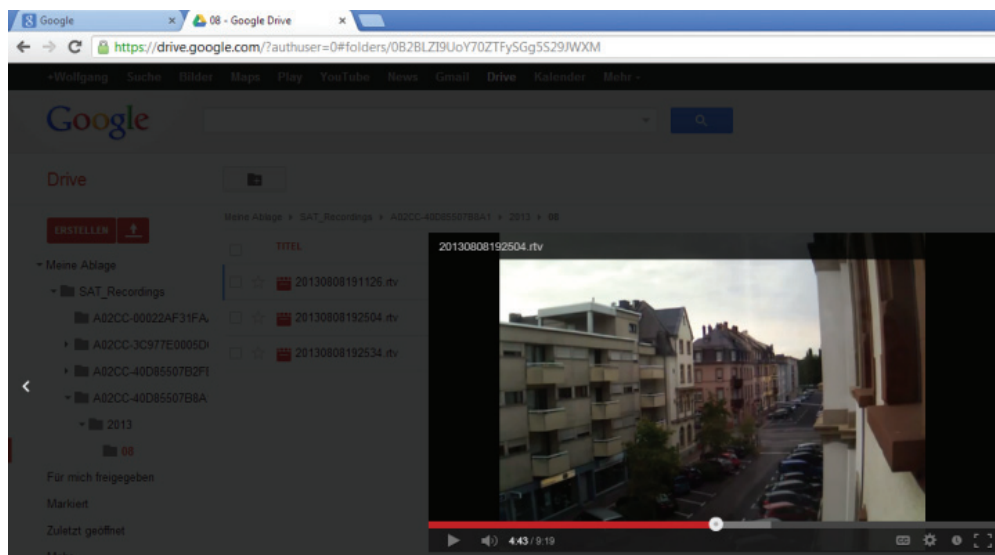 Google
08 - Google Drive
https://drive.google.com/?authuser=0#folders/0B2BLZI9UoY70ZTFySGg5S29JWXM
+Wolfgang Suche Bilder Maps Play YouTube News Gmail Drive Kalender Mehr
Google
Drive
ERSTELLEN
Meine Ablage > SAT_Recordings > A02CC-40D85507B8A1 > 2013 > 08
TITEL
20130808191126.rtv
20130808192504.rtv
20130808192534.rtv
Meine Ablage
SAT_Recordings
A02CC-00022AF31FA
A02CC-3C977E0005D
A02CC-40D85507B2F
A02CC-40D85507B8A
2013
08
Für mich freigegeben
Markiert
Zuletzt geöffnet
20130808192504.rtv
4:43 / 9:19